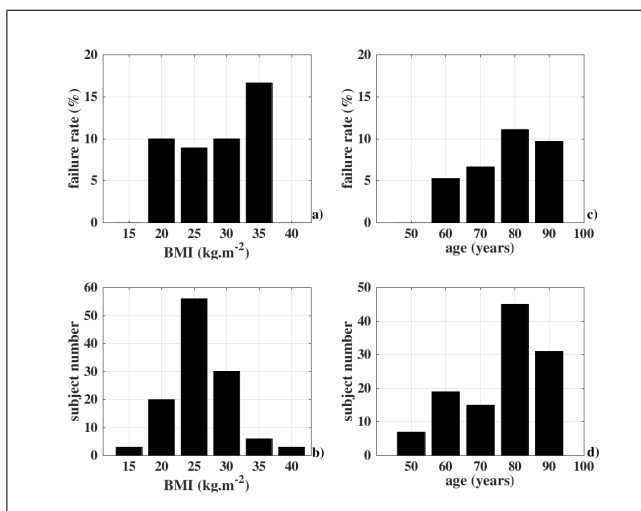 20
15
10
5
0
failure rate (%)
15 20 25 30 35 40
BMI (kg.m-2)
a)
20
15
10
5
0
failure rate (%)
50 60 70 80 90 100
age (years)
c)
60
50
40
30
20
10
0
subject number
15 20 25 30 35 40
BMI (kg.m-2)
b)
50
40
30
20
10
0
subject number
50 60 70 80 90 100
age (years)
d)